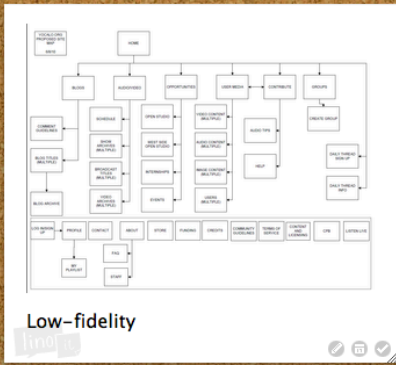 VOCALO.ORG
PROPOSED SITE
MAP
HOME
BLOGS
AUDIO/VIDEO
OPPORTUNITIES
USER MEDIA
CONTRIBUTE
GROUPS
COMMENT
GUIDELINES
SCHEDULE
OPEN STUDIO
VIDEO CONTENT
(MULTIPLE)
AUDIO TIPS
CREATE GROUP
BLOG TITLES
(MULTIPLE)
SHOW
ARCHIVES
(MULTIPLE)
WEST SIDE
OPEN STUDIO
AUDIO CONTENT
(MULTIPLE)
HELP
DAILY THREAD
SIGN UP
BROADCAST
TITLES
(MULTIPLE)
INTERNSHIPS
IMAGE CONTENT
(MULTIPLE)
DAILY THREAD
INFO
BLOG ARCHIVE
VIDEO
ARCHIVES
(MULTIPLE)
EVENTS
USERS
(MULTIPLE)
LOG IN/SIGN
UP
PROFILE
CONTACT
ABOUT
STORE
FUNDING
CREDITS
COMMUNITY
GUIDELINES
TERMS OF
SERVICE
CONTENT
AND
LICENSING
CPB
LISTEN LIVE
MY
PLAYLIST
FAQ
STAFF
Low-fidelity
lino it